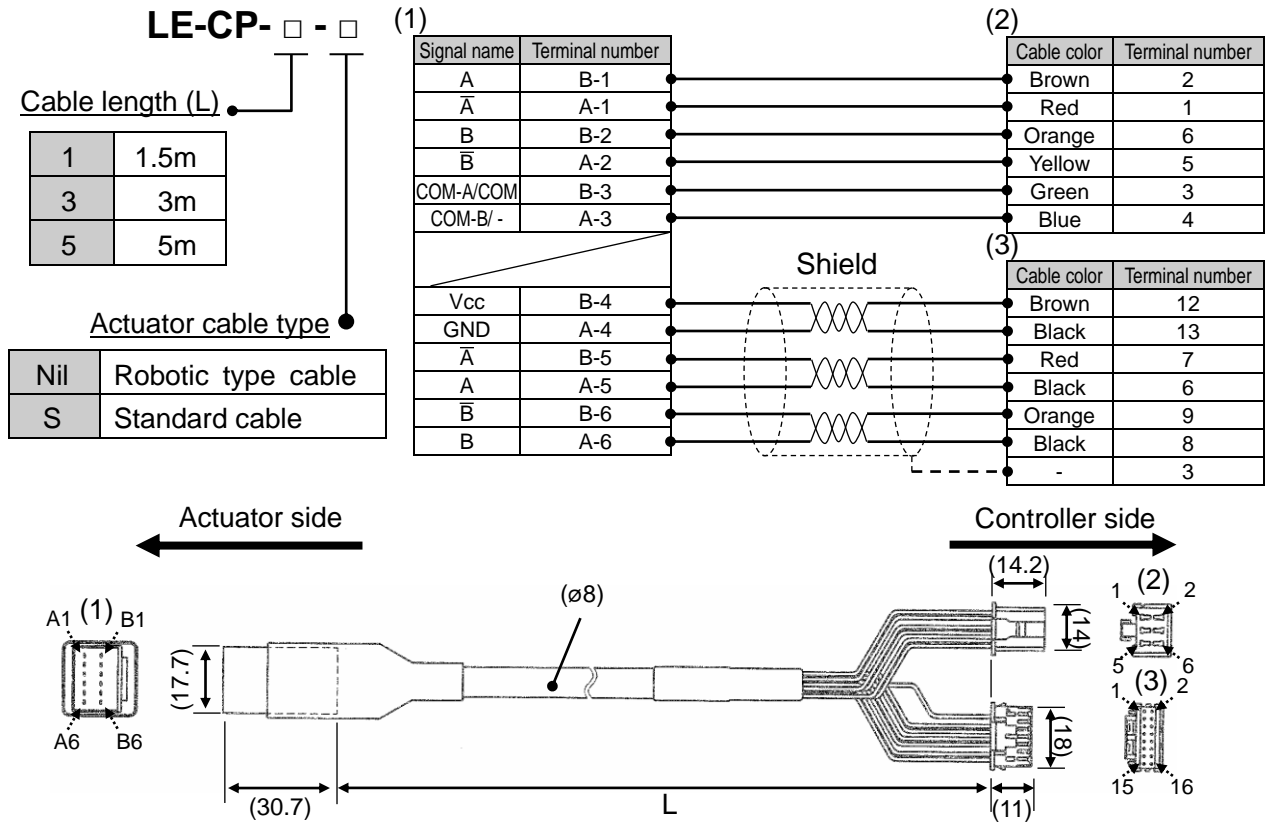 LE-CP- □ - □
Cable length (L)
1 1.5m
3 3m
5 5m
Actuator cable type
Nil Robotic type cable
S Standard cable
(1)
Signal name Terminal number
A B-1
A̅ A-1
B B-2
B̅ A-2
COM-A/COM B-3
COM-B/ - A-3
Vcc B-4
GND A-4
A̅ B-5
A A-5
B̅ B-6
B A-6
Shield
(2)
Cable color Terminal number
Brown 2
Red 1
Orange 6
Yellow 5
Green 3
Blue 4
(3)
Cable color Terminal number
Brown 12
Black 13
Red 7
Black 6
Orange 9
Black 8
- 3
Actuator side
Controller side
A1 (1) B1
A6 B6
(17.7)
(30.7)
(ø8)
L
(14.2)
(14)
(18)
(11)
1 (2) 2
5 6
1 (3) 2
15 16